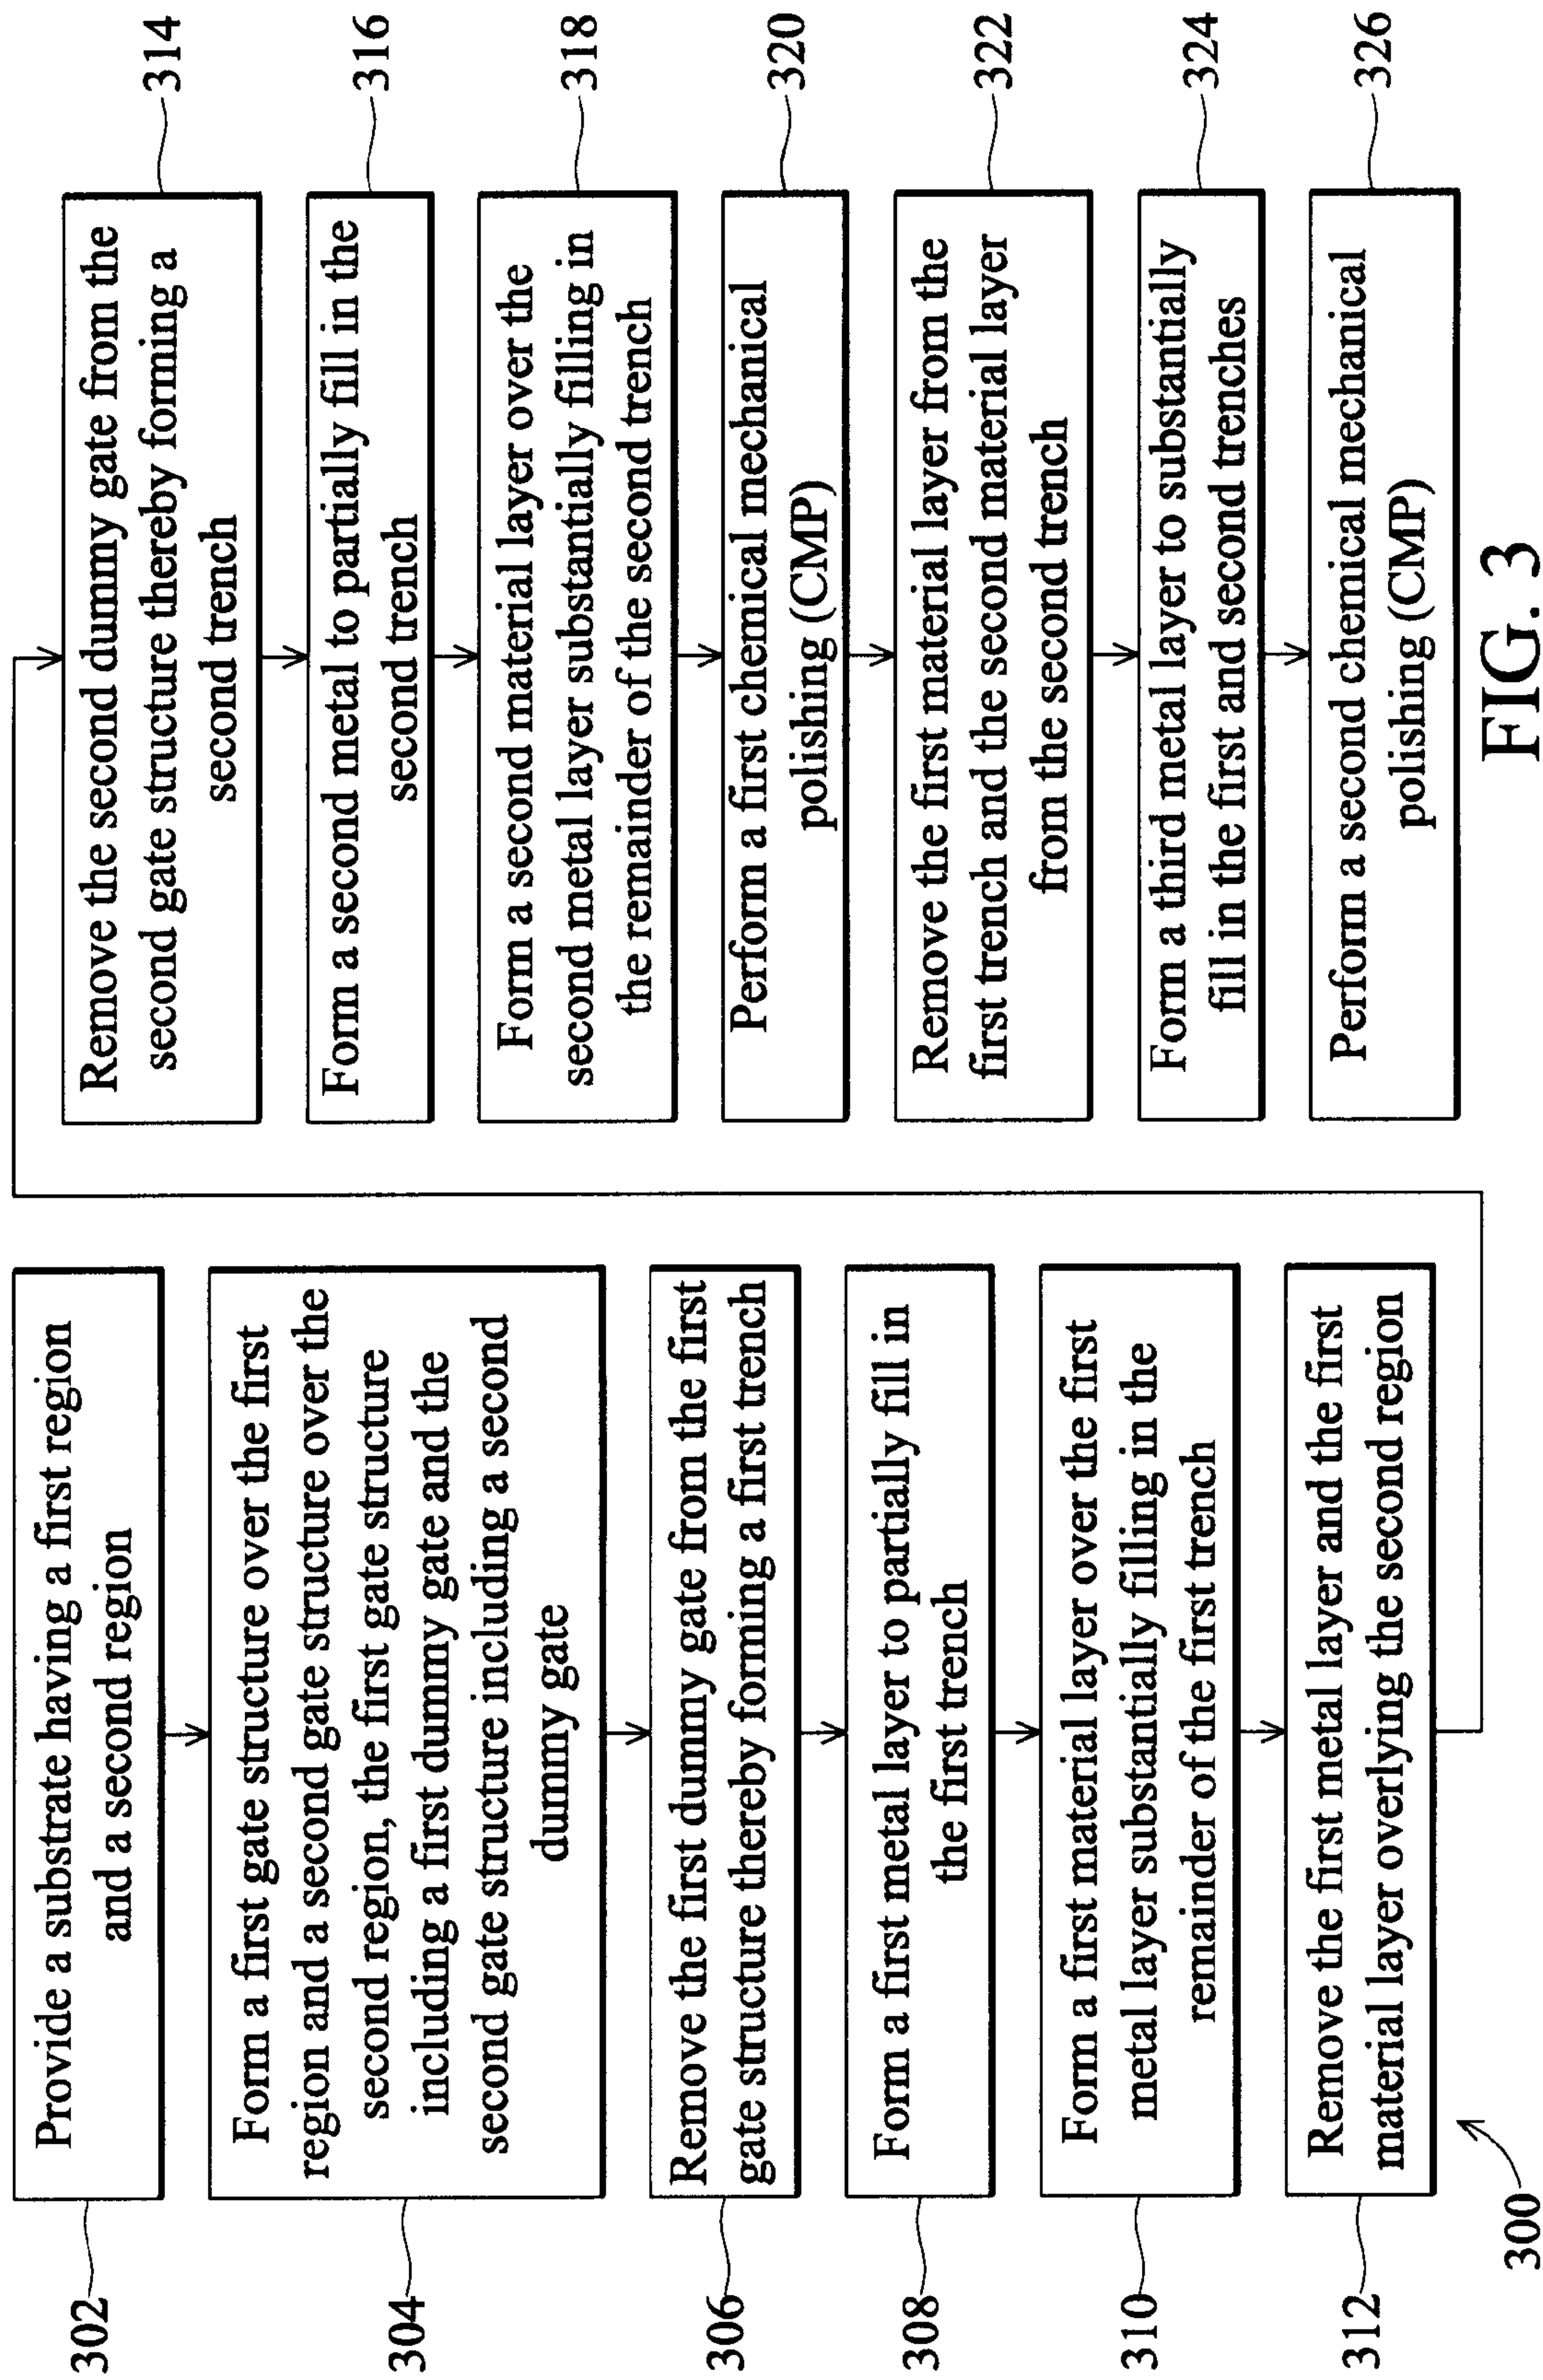 302
Provide a substrate having a first region
and a second region
304
Form a first gate structure over the first
region and a second gate structure over the
second region, the first gate structure
including a first dummy gate and the
second gate structure including a second
dummy gate
306
Remove the first dummy gate from the first
gate structure thereby forming a first trench
308
Form a first metal layer to partially fill in
the first trench
310
Form a first material layer over the first
metal layer substantially filling in the
remainder of the first trench
312
Remove the first metal layer and the first
material layer overlying the second region
300
314
Remove the second dummy gate from the
second gate structure thereby forming a
second trench
316
Form a second metal to partially fill in the
second trench
318
Form a second material layer over the
second metal layer substantially filling in
the remainder of the second trench
320
Perform a first chemical mechanical
polishing (CMP)
322
Remove the first material layer from the
first trench and the second material layer
from the second trench
324
Form a third metal layer to substantially
fill in the first and second trenches
326
Perform a second chemical mechanical
polishing (CMP)
FIG. 3